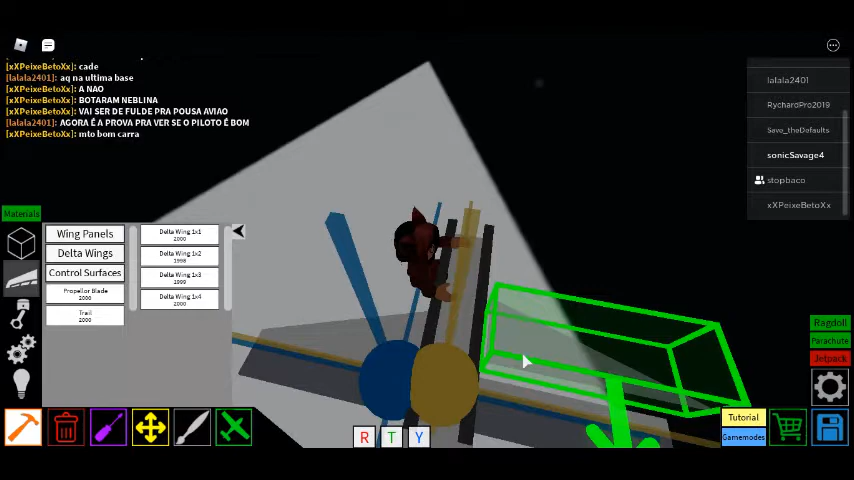 [xXPeixeBetoXx]: cade
[lalala2401]: aq na ultima base
[xXPeixeBetoXx]: A NAO
[xXPeixeBetoXx]: BOTARAM NEBLINA
[xXPeixeBetoXx]: VAI SER DE FULDE PRA POUSA AVIAO
[lalala2401]: AGORA É A PROVA PRA VER SE O PILOTO É BOM
[xXPeixeBetoXx]: mto bom carra
lalala2401
RychardPro2019
Save_theDefaults
sonicSavage4
stopbaco
xXPeixeBetoXx
Materials
Wing Panels
Delta Wings
Control Surfaces
Propellor Blade
2000
Trail
2000
Delta Wing 1x1
2000
Delta Wing 1x2
1998
Delta Wing 1x3
1999
Delta Wing 1x4
2000
Ragdoll
Parachute
Jetpack
Tutorial
Gamemodes
R T Y